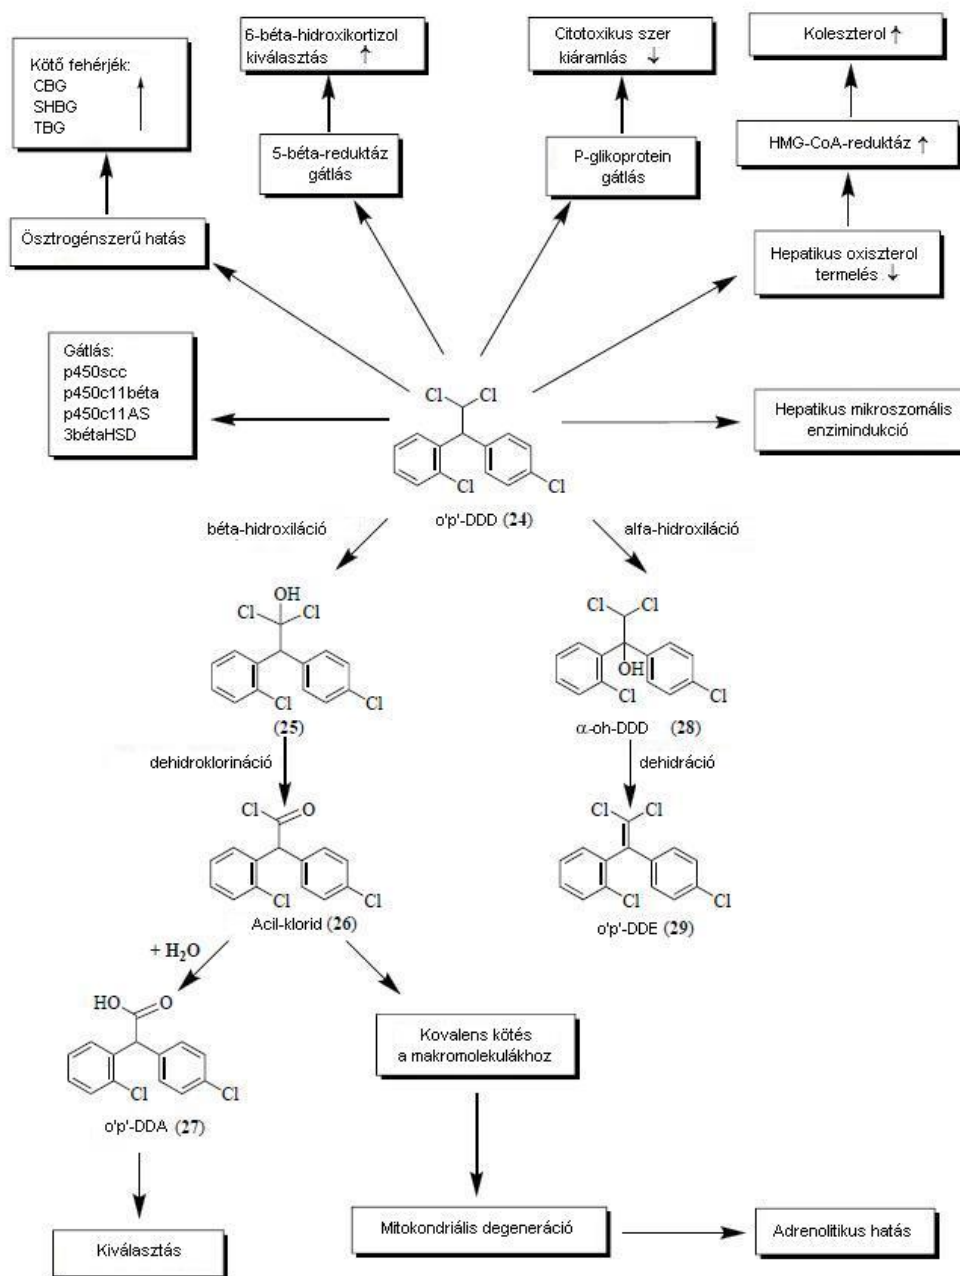 6-béta-hidroxikortizol
kiválasztás ↑
Citotoxikus szer
kiáramlás ↓
Koleszterol ↑
Kötő fehérjék:
CBG
SHBG
TBG
5-béta-reduktáz
gátlás
P-glikoprotein
gátlás
HMG-CoA-reduktáz ↑
Ösztrogénszerű hatás
Hepatikus oxiszterol
termelés ↓
Gátlás:
p450scc
p450c11béta
p450c11AS
3bétaHSD
Cl Cl
Cl
Cl
o'p'-DDD (24)
Hepatikus mikroszomális
enzimindukció
béta-hidroxiláció
alfa-hidroxiláció
OH
Cl Cl
Cl
Cl
(25)
Cl Cl
OH
Cl
Cl
α-oh-DDD (28)
dehidroklorináció
dehidráció
Cl O
Cl
Cl
Acil-klorid (26)
Cl Cl
Cl
Cl
o'p'-DDE (29)
+ H₂O
HO O
Cl
Cl
o'p'-DDA (27)
Kovalens kötés
a makromolekulákhoz
Kiválasztás
Mitokondriális degeneráció
Adrenolitikus hatás